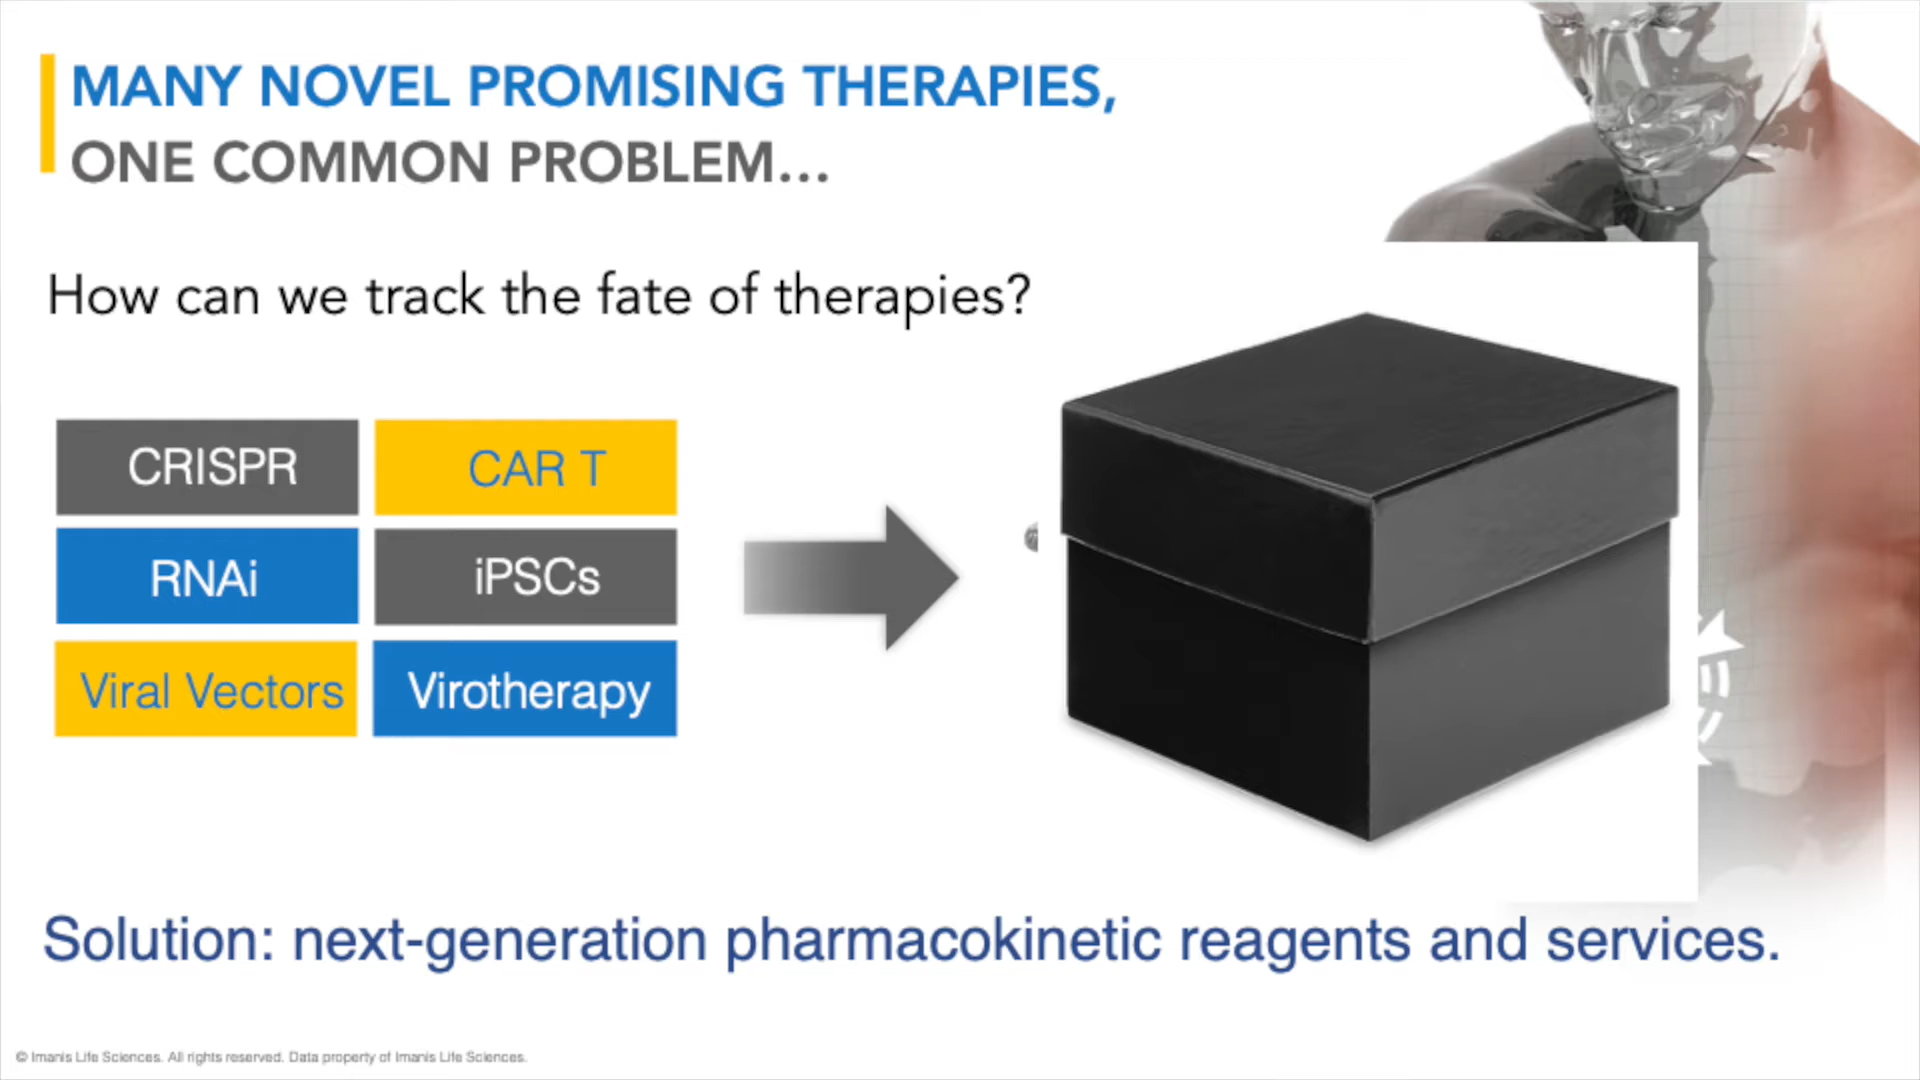 MANY NOVEL PROMISING THERAPIES,
ONE COMMON PROBLEM...
How can we track the fate of therapies?
CRISPR
CAR T
RNAi
iPSCs
Viral Vectors
Virotherapy
Solution: next-generation pharmacokinetic reagents and services.
© Imanis Life Sciences. All rights reserved. Data property of Imanis Life Sciences.